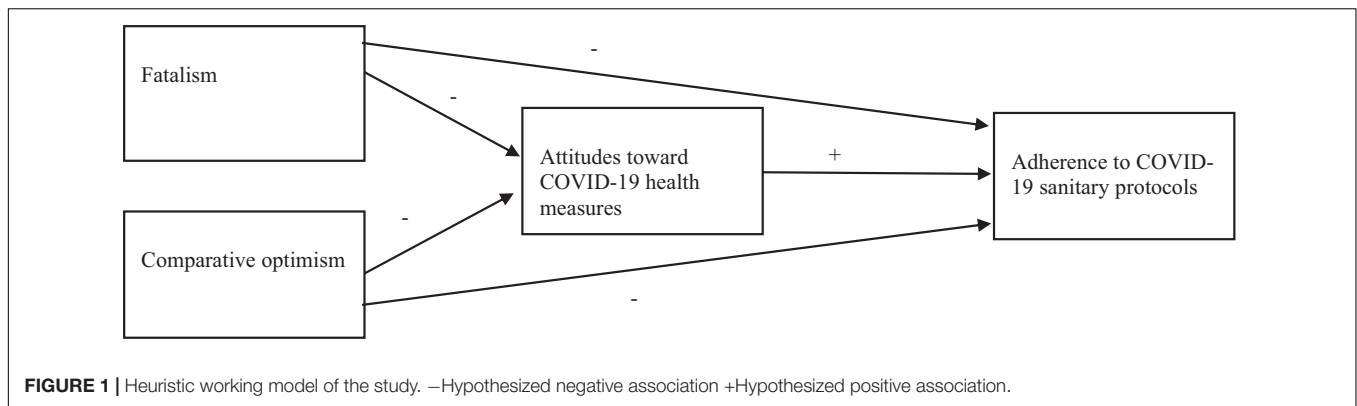 -
Fatalism
-
Attitudes toward
COVID-19 health
measures
+
Adherence to COVID-
19 sanitary protocols
-
Comparative optimism
-
FIGURE 1 | Heuristic working model of the study. −Hypothesized negative association +Hypothesized positive association.